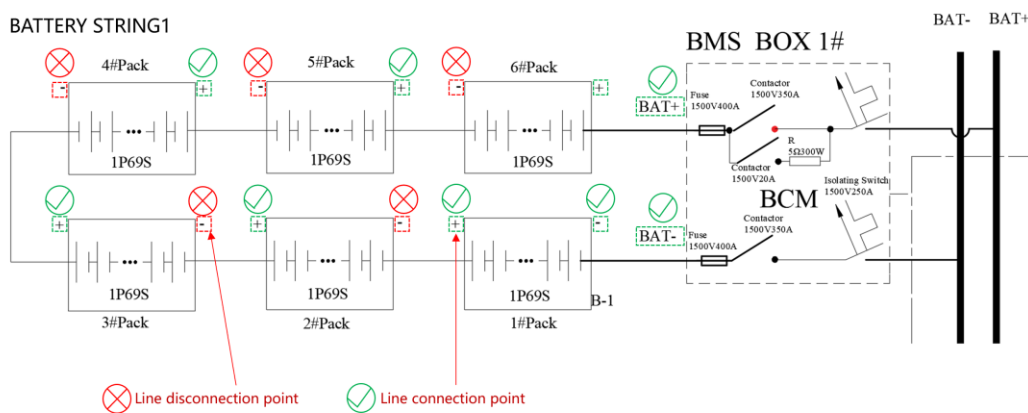 BATTERY STRING1
BAT-
BAT+
4#Pack
5#Pack
6#Pack
BMS BOX 1#
- + - + - +
BAT+
Fuse
1500V400A
Contactor
1500V350A
1P69S
1P69S
1P69S
R
5Ω300W
Contactor
1500V20A
+ - + - + -
BAT-
Fuse
1500V400A
BCM
Contactor
1500V350A
Isolating Switch
1500V250A
1P69S
1P69S
1P69S
B-1
3#Pack
2#Pack
1#Pack
Line disconnection point
Line connection point